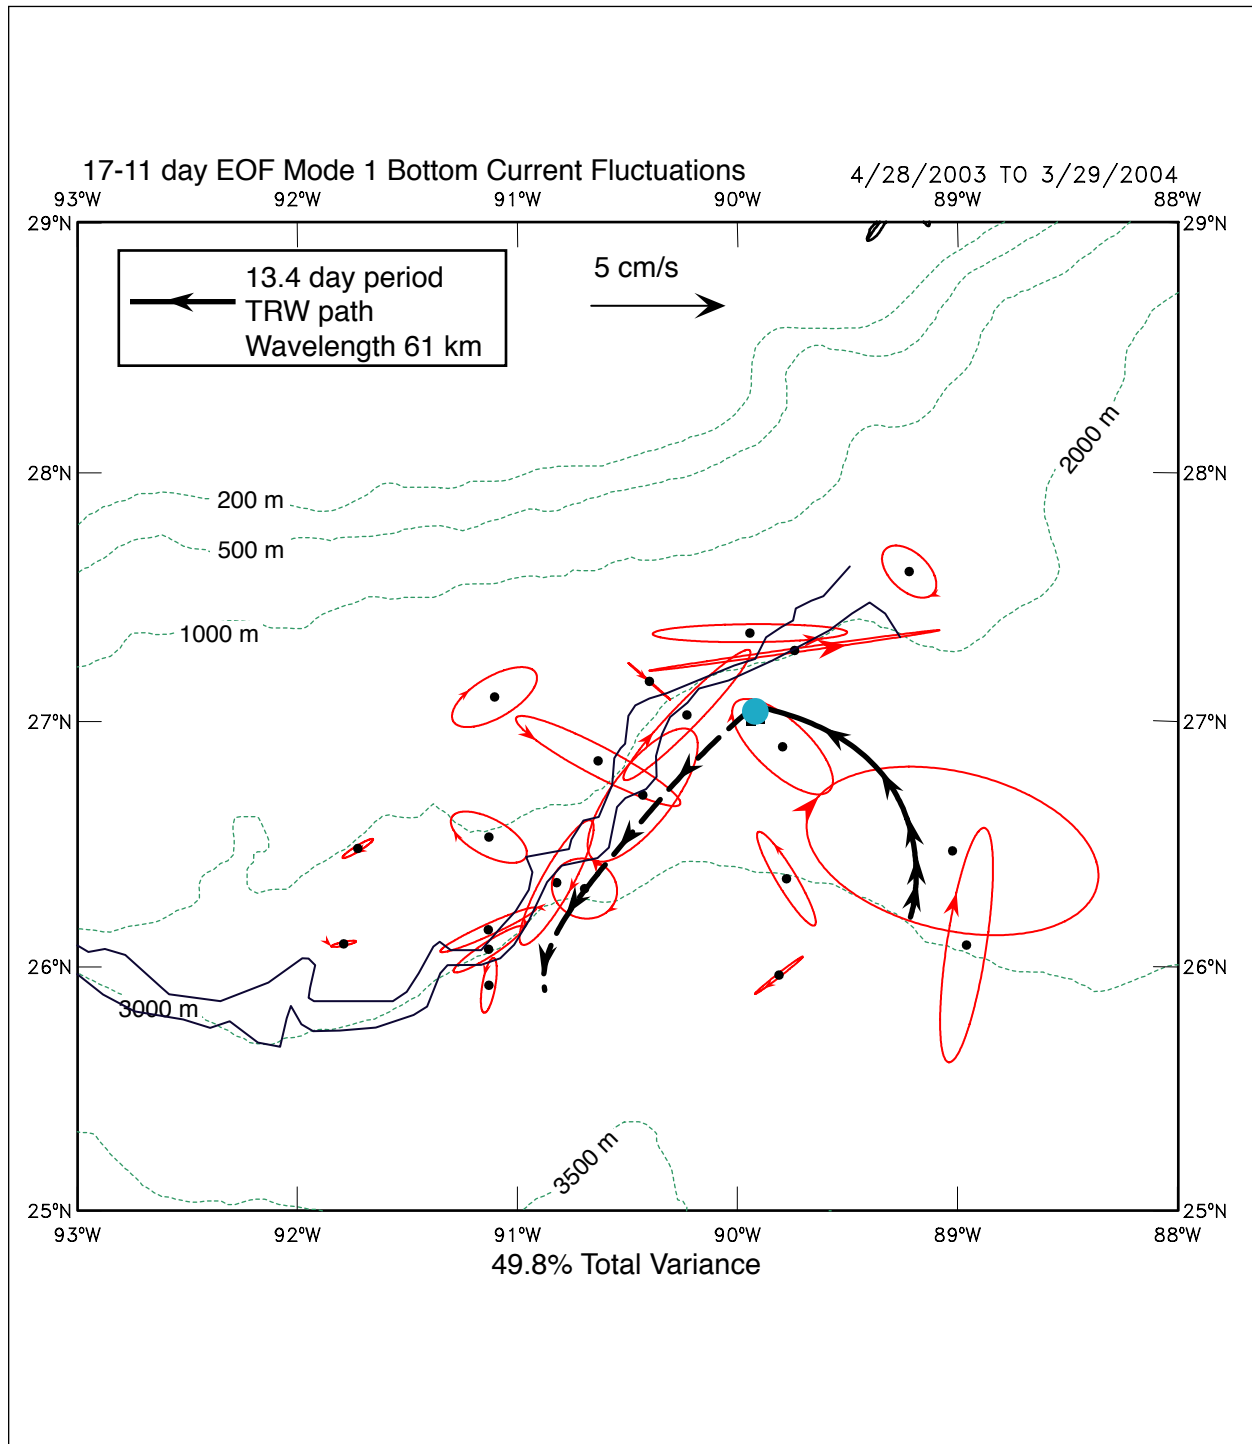 17-11 day EOF Mode 1 Bottom Current Fluctuations
4/28/2003 TO 3/29/2004
93°W 92°W 91°W 90°W 89°W 88°W
29°N 29°N
13.4 day period
TRW path
Wavelength 61 km
5 cm/s
2000 m
28°N 28°N
200 m
500 m
1000 m
27°N 27°N
26°N 26°N
3000 m
3500 m
25°N 25°N
93°W 92°W 91°W 90°W 89°W 88°W
49.8% Total Variance